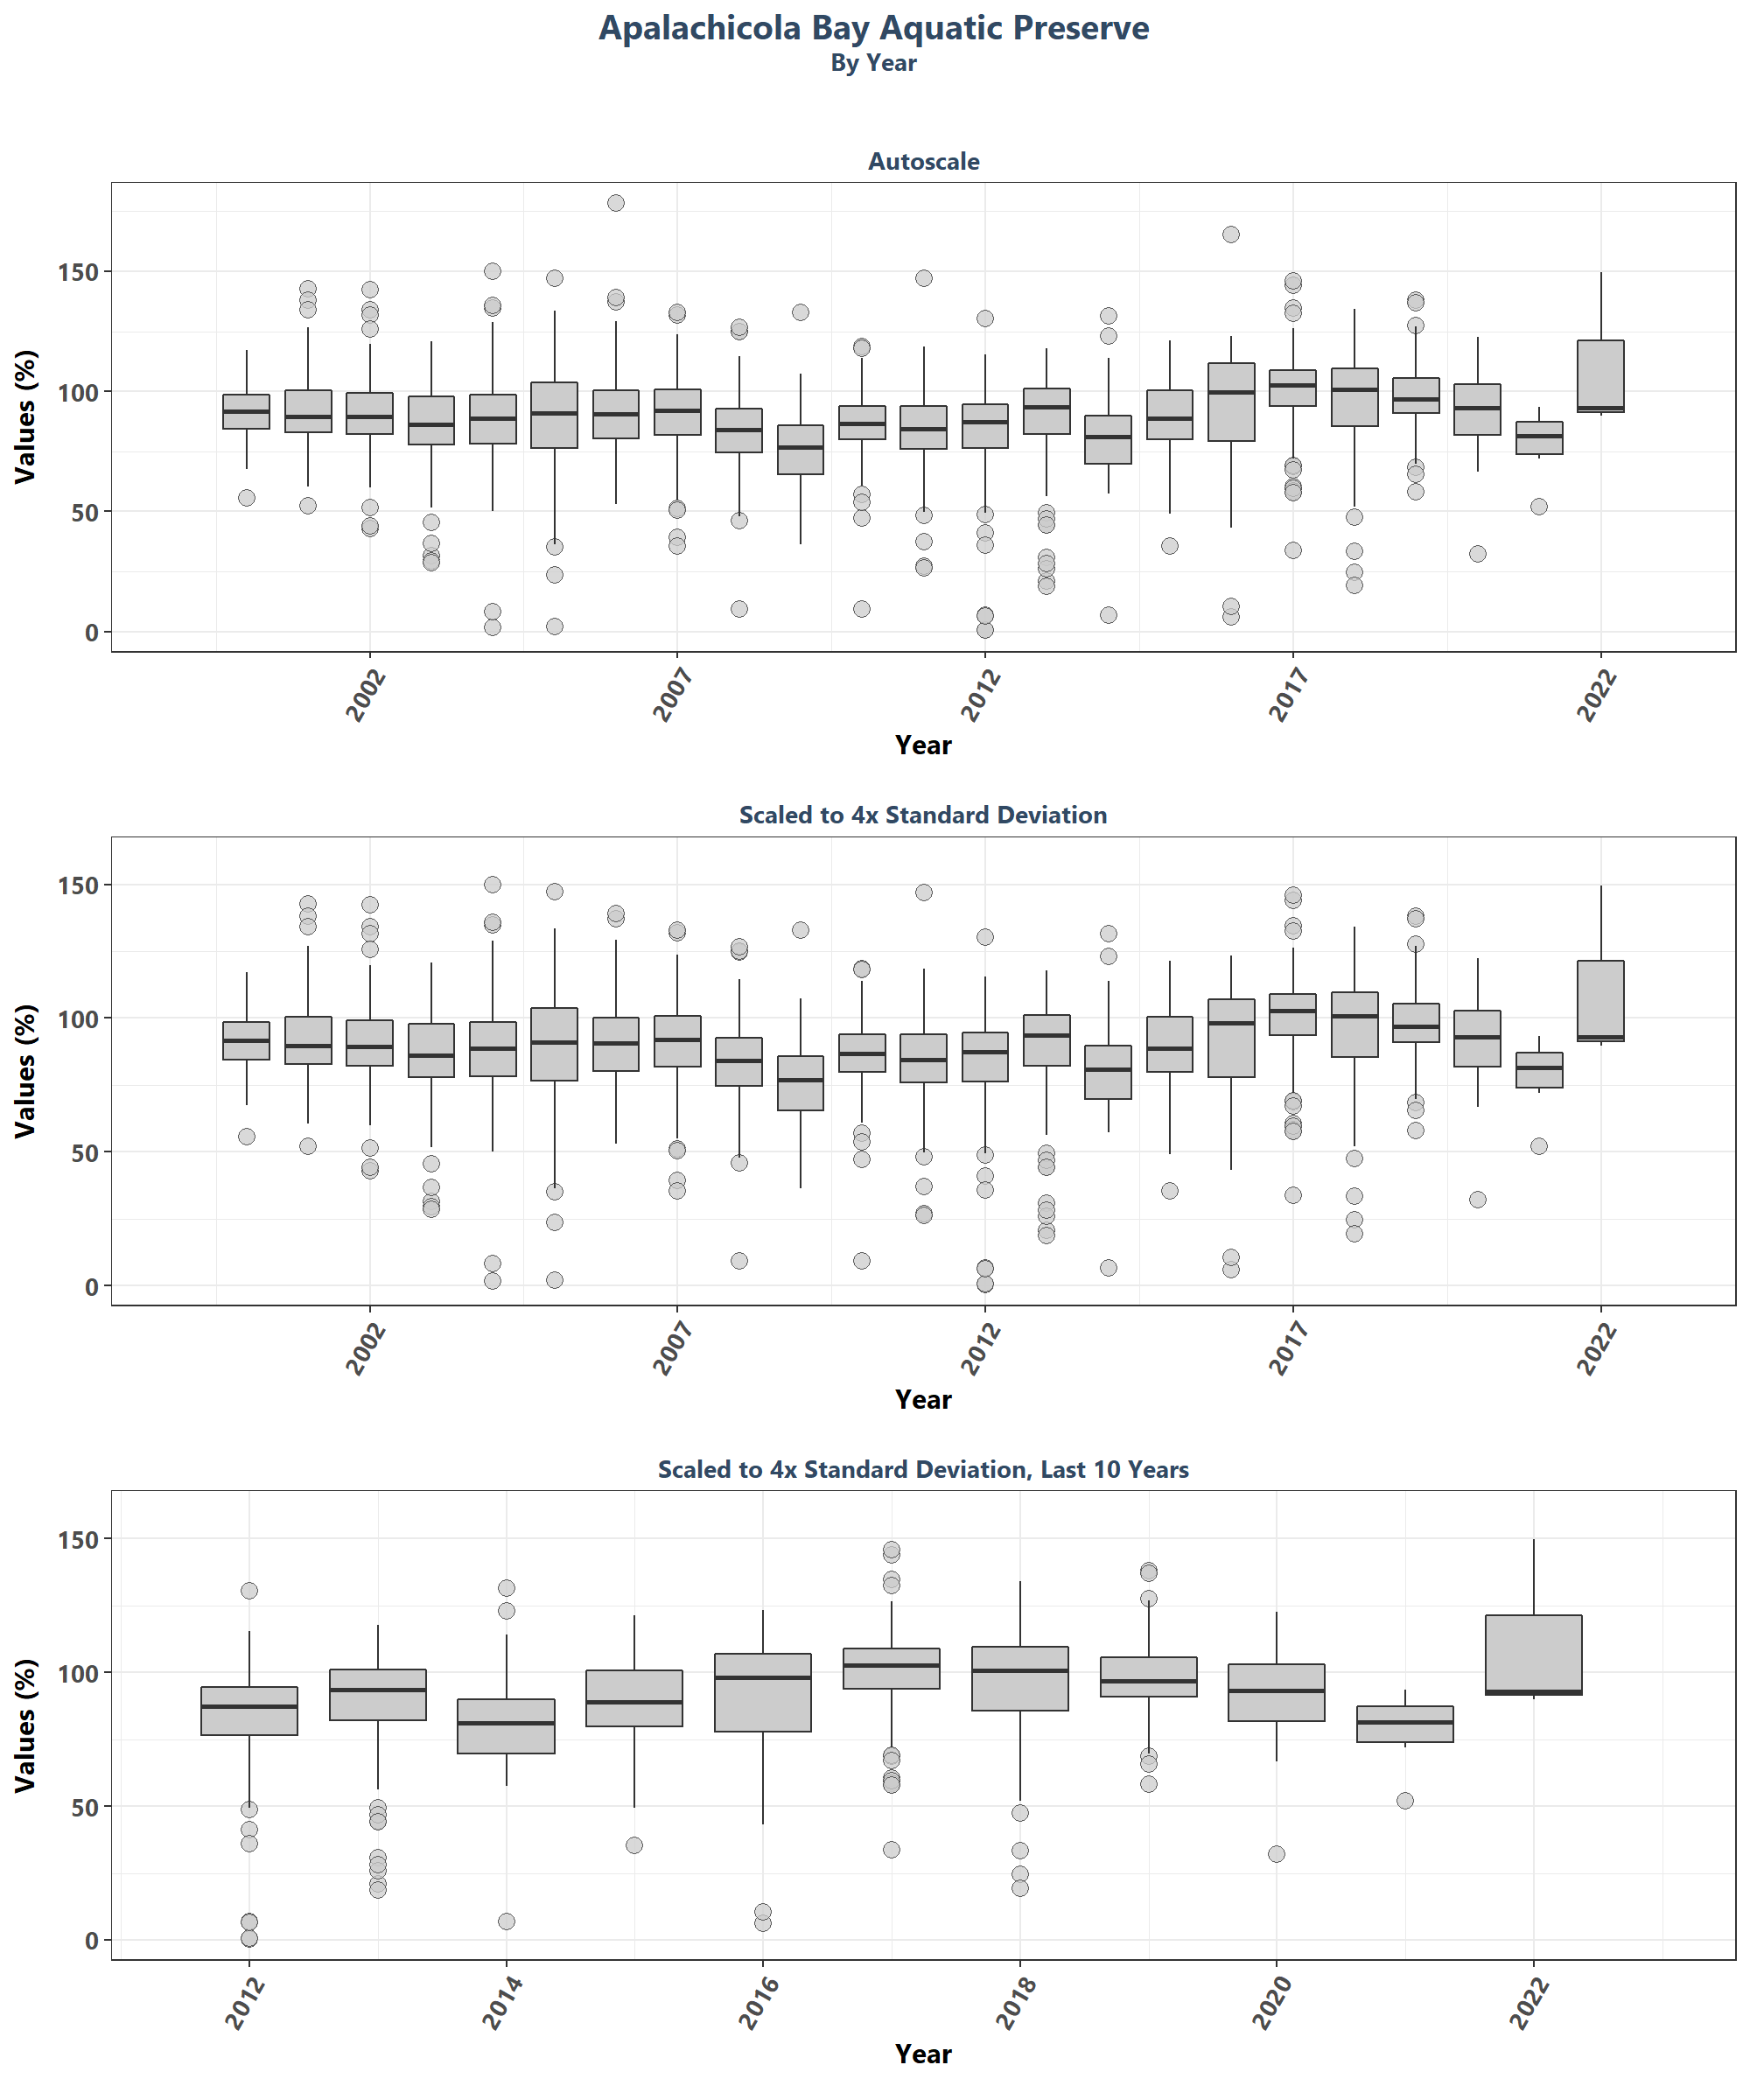 Apalachicola Bay Aquatic Preserve
By Year
Autoscale
Values (%)
150
100
50
0
2002 2007 2012 2017 2022
Year
Scaled to 4x Standard Deviation
Values (%)
150
100
50
0
2002 2007 2012 2017 2022
Year
Scaled to 4x Standard Deviation, Last 10 Years
Values (%)
150
100
50
0
2012 2014 2016 2018 2020 2022
Year